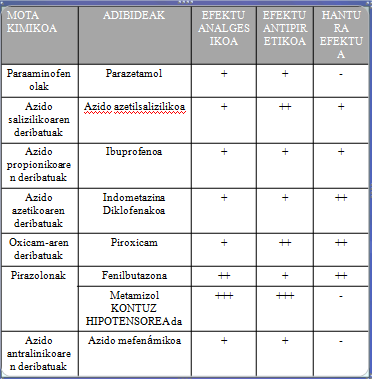 MOTA KIMIKOA ADIBIDEAK EFEKTU ANALGESIKOA EFEKTU ANTIPIRETIKOA HANTURA EFEKTUA
Paraaminofenolak Parazetamol + + -
Azido salizilikoaren deribatuak Azido azetilsalizilikoa + ++ +
Azido propionikoaren deribatuak Ibuprofenoa + + +
Azido azetikoaren deribatuak Indometazina Diklofenakoa + + ++
Oxicam-aren deribatuak Piroxicam + ++ ++
Pirazolonak Fenilbutazona ++ + ++
Metamizol KONTUZ HIPOTENSOREA da +++ +++ -
Azido antralinikoaren deribatuak Azido mefenámikoa + + -